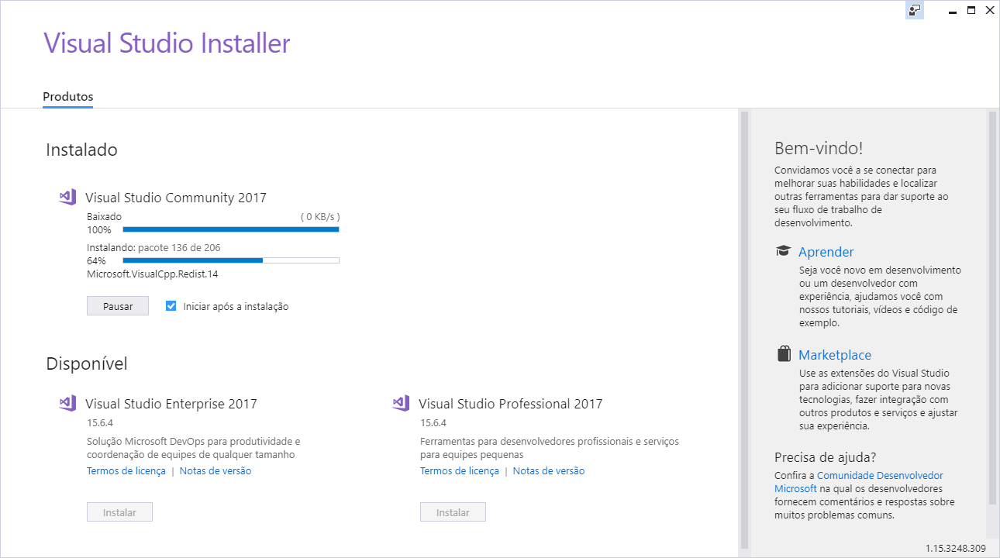 Visual Studio Installer
Produtos
Instalado
Visual Studio Community 2017
Baixado ( 0 KB/s )
100%
Instalando: pacote 136 de 206
64%
Microsoft.VisualCpp.Redist.14
Pausar Iniciar após a instalação
Disponível
Visual Studio Enterprise 2017
15.6.4
Solução Microsoft DevOps para produtividade e
coordenação de equipes de qualquer tamanho
Termos de licença | Notas de versão
Instalar
Visual Studio Professional 2017
15.6.4
Ferramentas para desenvolvedores profissionais e serviços
para equipes pequenas
Termos de licença | Notas de versão
Instalar
Bem-vindo!
Convidamos você a se conectar para
melhorar suas habilidades e localizar
outras ferramentas para dar suporte ao
seu fluxo de trabalho de
desenvolvimento.
Aprender
Seja você novo em desenvolvimento
ou um desenvolvedor com
experiência, ajudamos você com
nossos tutoriais, vídeos e código de
exemplo.
Marketplace
Use as extensões do Visual Studio
para adicionar suporte para novas
tecnologias, fazer integração com
outros produtos e serviços e ajustar
sua experiência.
Precisa de ajuda?
Confira a Comunidade Desenvolvedor
Microsoft na qual os desenvolvedores
fornecem comentários e respostas sobre
muitos problemas comuns.
1.15.3248.309